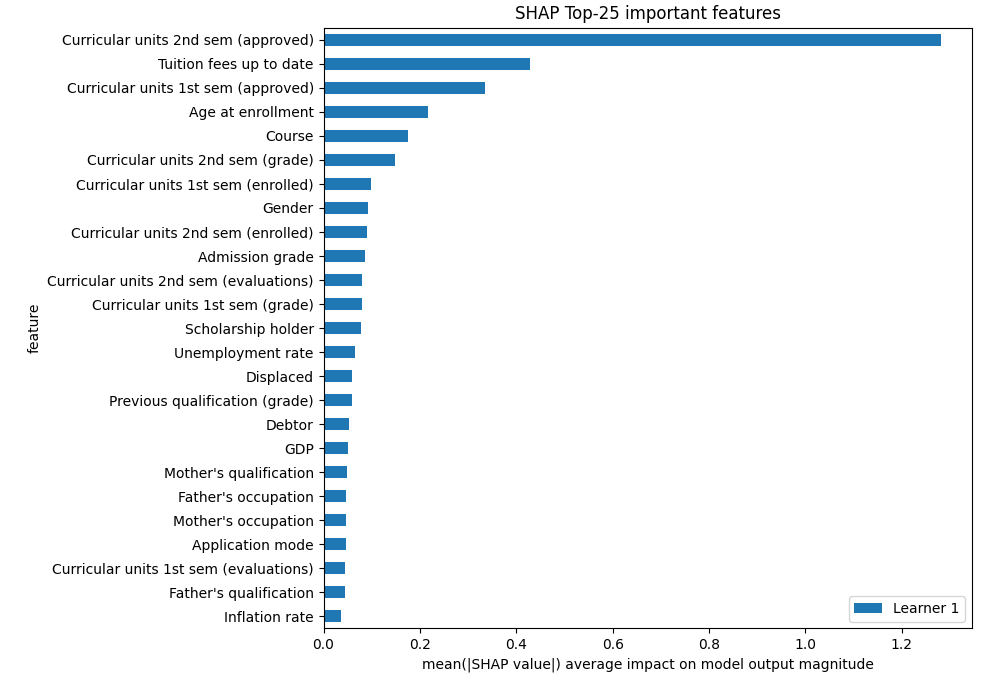 SHAP Top-25 important features
Curricular units 2nd sem (approved)
Tuition fees up to date
Curricular units 1st sem (approved)
Age at enrollment
Course
Curricular units 2nd sem (grade)
Curricular units 1st sem (enrolled)
Gender
Curricular units 2nd sem (enrolled)
Admission grade
Curricular units 2nd sem (evaluations)
Curricular units 1st sem (grade)
Scholarship holder
Unemployment rate
Displaced
Previous qualification (grade)
Debtor
GDP
Mother's qualification
Father's occupation
Mother's occupation
Application mode
Curricular units 1st sem (evaluations)
Father's qualification
Inflation rate
feature
Learner 1
0.0 0.2 0.4 0.6 0.8 1.0 1.2
mean(|SHAP value|) average impact on model output magnitude